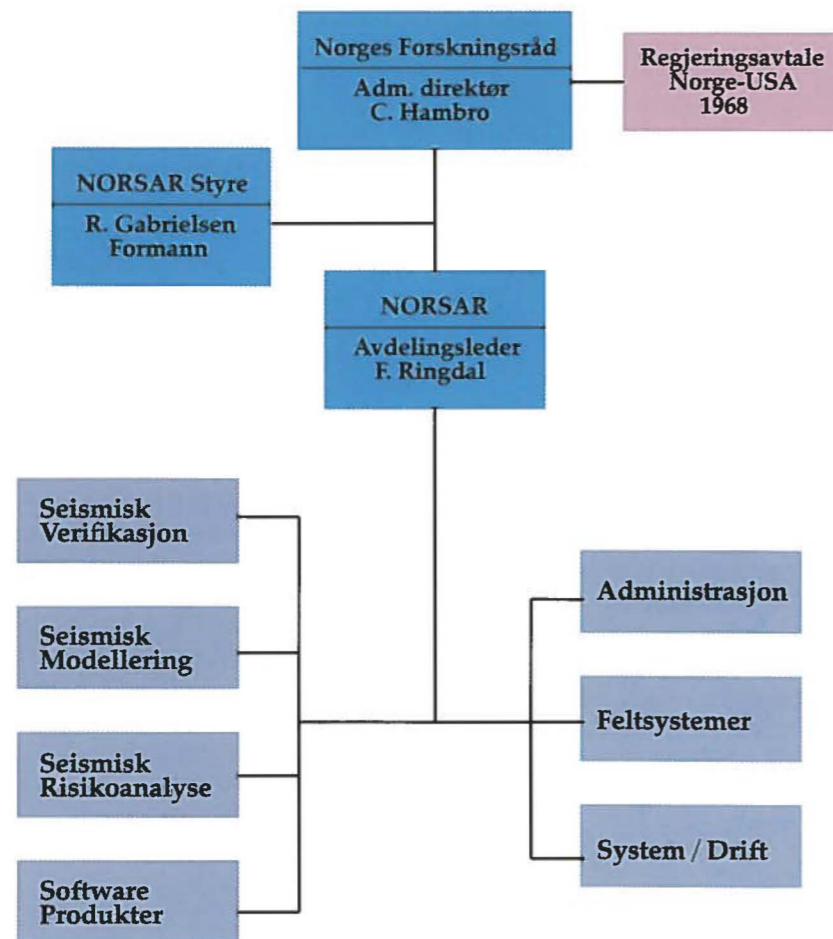 Norges Forskningsråd
Adm. direktør
C. Hambro
Regjeringsavtale
Norge-USA
1968
NORSAR Styre
R. Gabrielsen
Formann
NORSAR
Avdelingsleder
F. Ringdal
Seismisk
Verifikasjon
Seismisk
Modellering
Seismisk
Risikoanalyse
Software
Produkter
Administrasjon
Feltsystemer
System / Drift